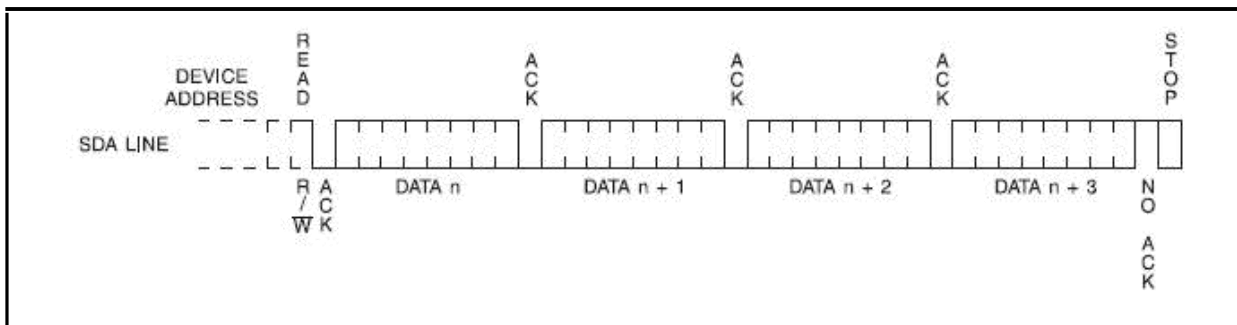 DEVICE
ADDRESS
READ
ACK
ACK
ACK
STOP
SDA LINE
R/W
ACK
DATA n
DATA n + 1
DATA n + 2
DATA n + 3
NO ACK